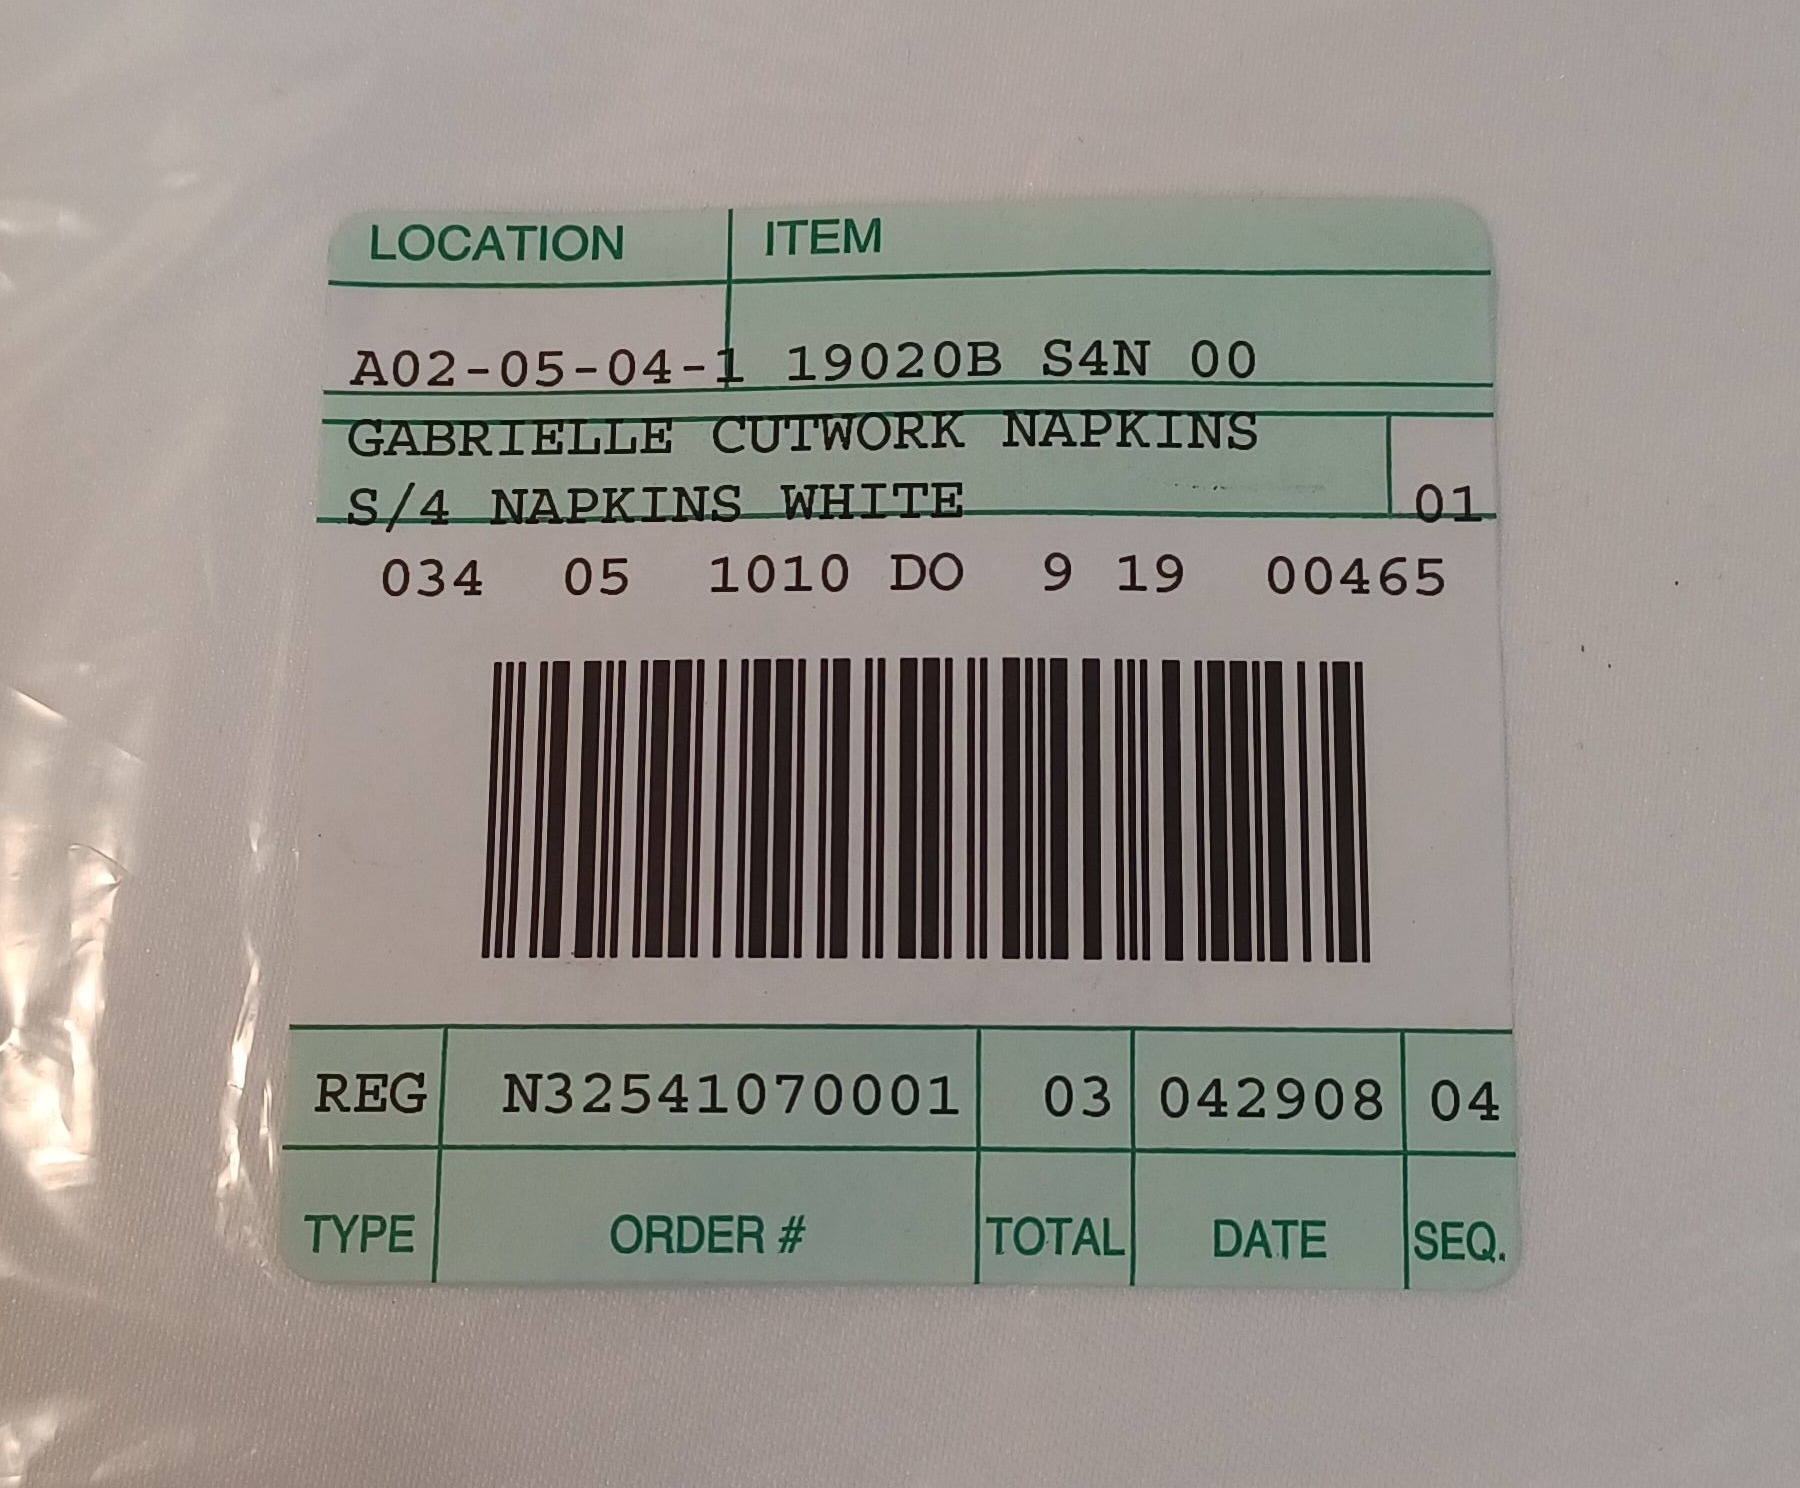 LOCATION ITEM
A02-05-04-1 19020B S4N 00
GABRIELLE CUTWORK NAPKINS
S/4 NAPKINS WHITE 01
034 05 1010 DO 9 19 00465
REG N32541070001 03 042908 04
TYPE ORDER # TOTAL DATE SEQ.